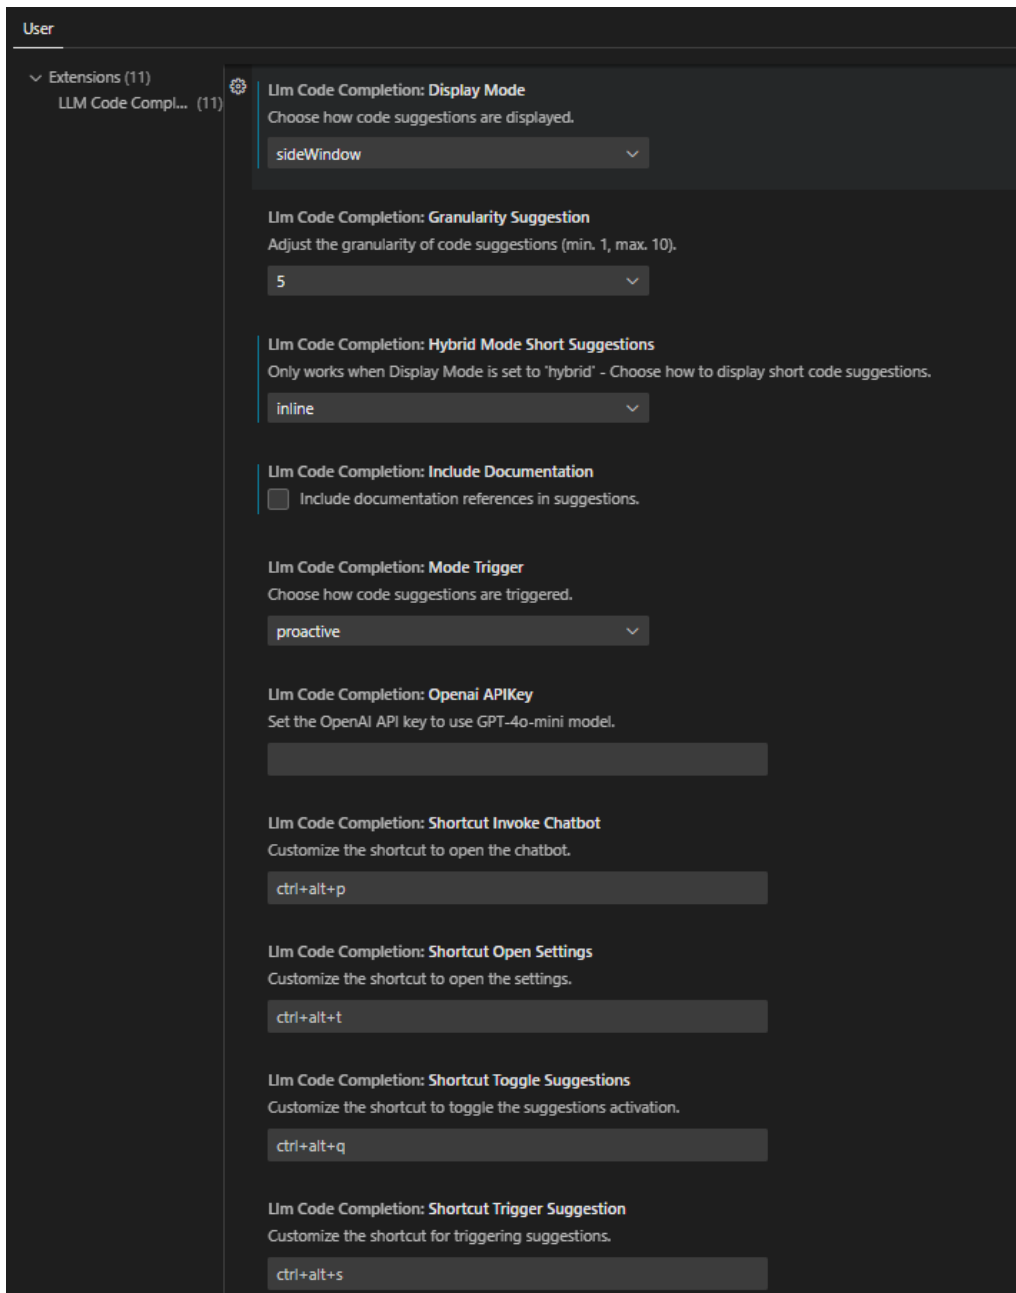 User
Extensions (11)
LLM Code Compl... (11)
Llm Code Completion: Display Mode
Choose how code suggestions are displayed.
sideWindow
Llm Code Completion: Granularity Suggestion
Adjust the granularity of code suggestions (min. 1, max. 10).
5
Llm Code Completion: Hybrid Mode Short Suggestions
Only works when Display Mode is set to 'hybrid' - Choose how to display short code suggestions.
inline
Llm Code Completion: Include Documentation
Include documentation references in suggestions.
Llm Code Completion: Mode Trigger
Choose how code suggestions are triggered.
proactive
Llm Code Completion: Openai APIKey
Set the OpenAI API key to use GPT-4o-mini model.
Llm Code Completion: Shortcut Invoke Chatbot
Customize the shortcut to open the chatbot.
ctrl+alt+p
Llm Code Completion: Shortcut Open Settings
Customize the shortcut to open the settings.
ctrl+alt+t
Llm Code Completion: Shortcut Toggle Suggestions
Customize the shortcut to toggle the suggestions activation.
ctrl+alt+q
Llm Code Completion: Shortcut Trigger Suggestion
Customize the shortcut for triggering suggestions.
ctrl+alt+s